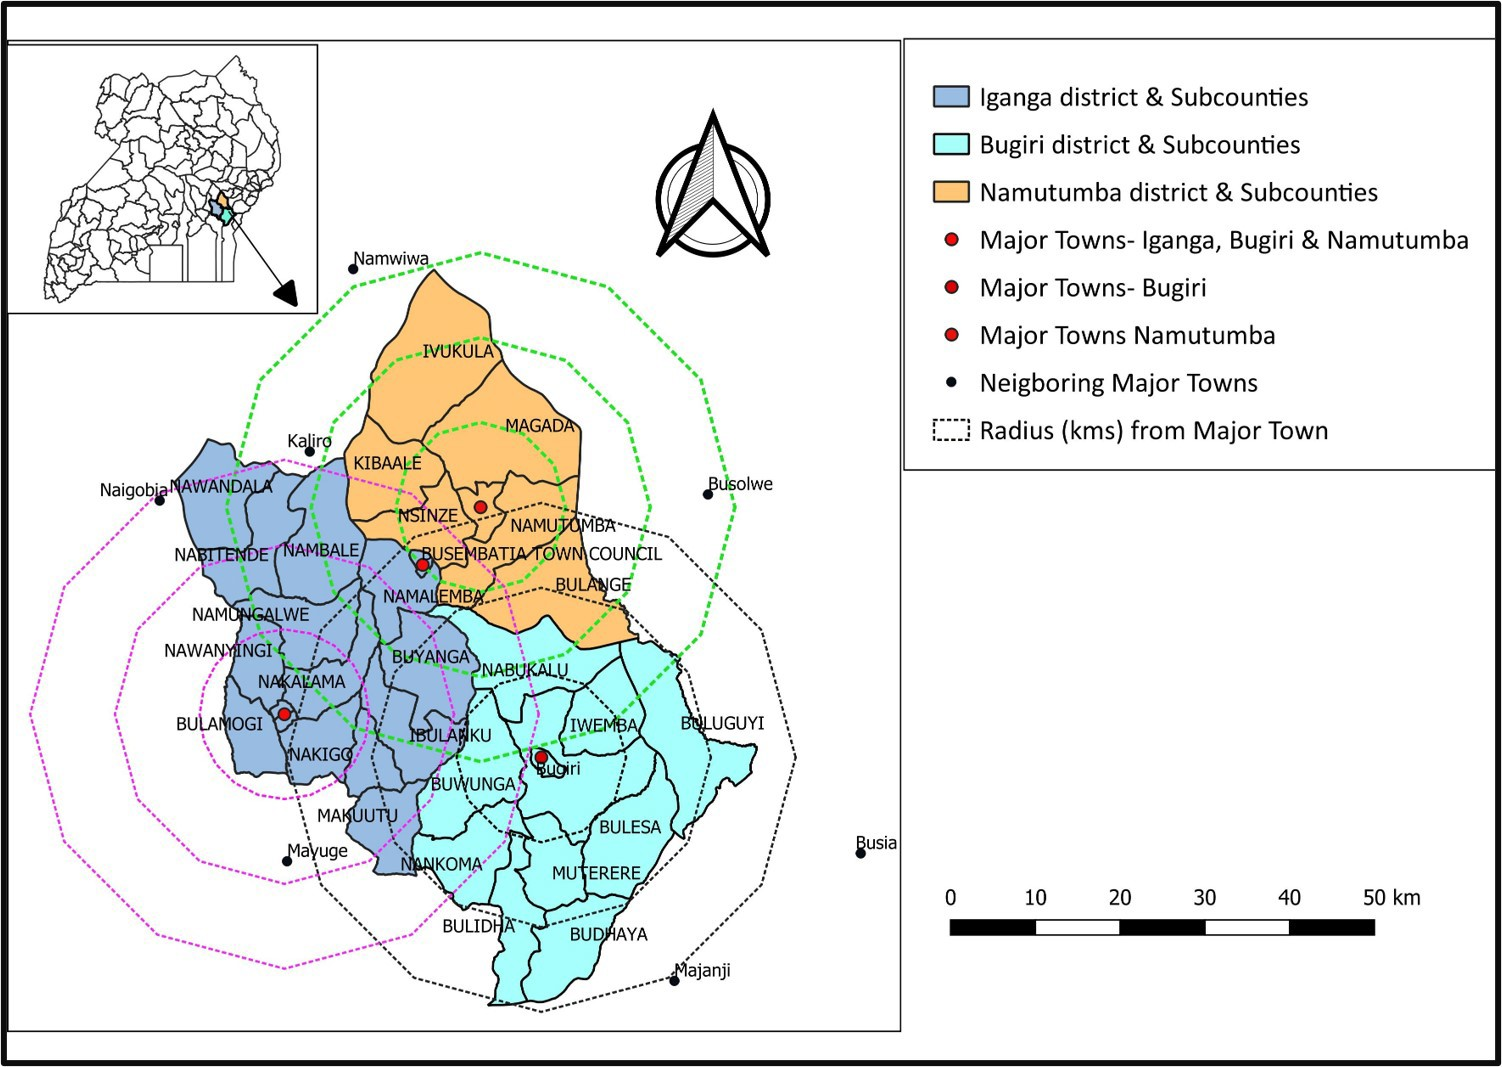 Iganga district & Subcounties
Bugiri district & Subcounties
Namutumba district & Subcounties
Major Towns- Iganga, Bugiri & Namutumba
Major Towns- Bugiri
Major Towns Namutumba
Neigboring Major Towns
Radius (kms) from Major Town
Namwiwa
IVUKULA
MAGADA
Kaliro
KIBAALE
Busolwe
Naigobia
NAWANDALA
NSINZE
NAMUTUMBA
NABITENDE
NAMBALE
BUSEMBATIA TOWN COUNCIL
BULANGE
NAMALEMBA
NAMUNGALWE
NAWANYINGI
BUYANGA
NABUKALU
NAKALAMA
BULAMOGI
IWEMBA
BULUGUYI
IBULANKU
NAKIGO
Bugiri
BUWUNGA
MAKUUTU
BULESA
Mayuge
Busia
NANKOMA
MUTERERE
BULIDHA
BUDHAYA
Majanji
0 10 20 30 40 50 km